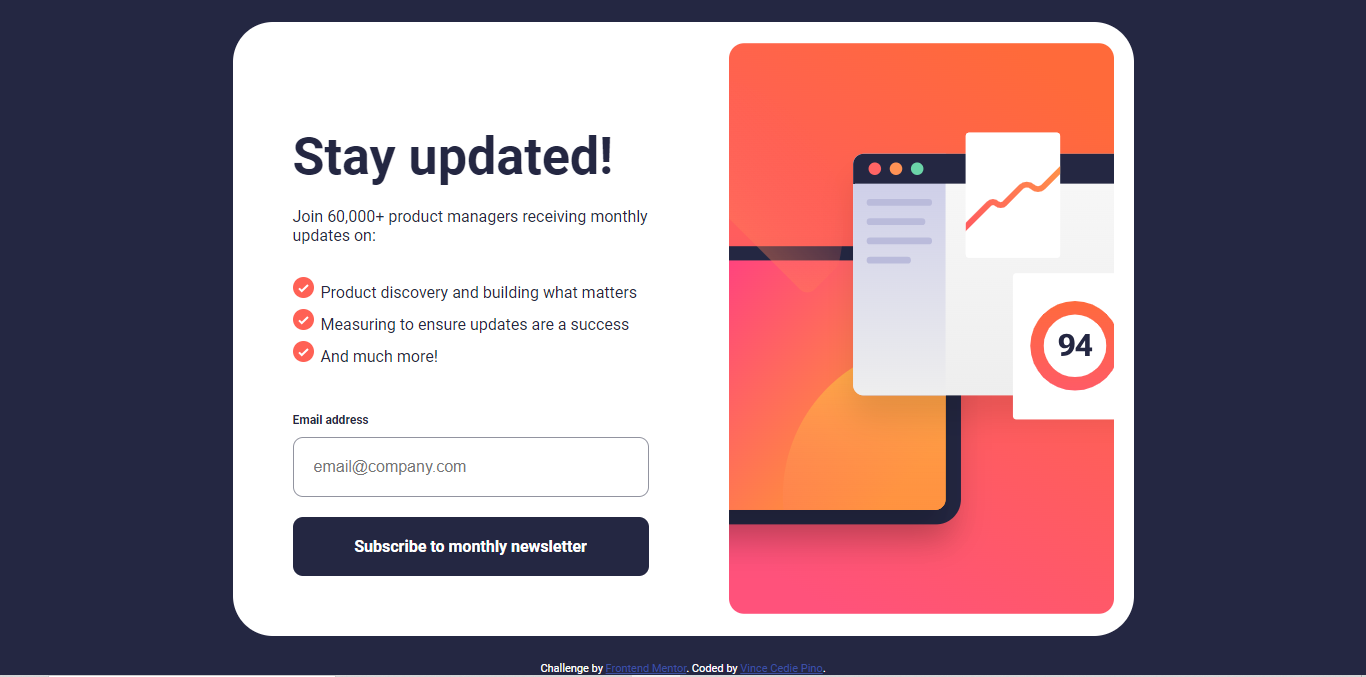 Stay updated!
Join 60,000+ product managers receiving monthly
updates on:
Product discovery and building what matters
Measuring to ensure updates are a success
And much more!
Email address
email@company.com
Subscribe to monthly newsletter
94
Challenge by Frontend Mentor. Coded by Vince Cedie Pino.